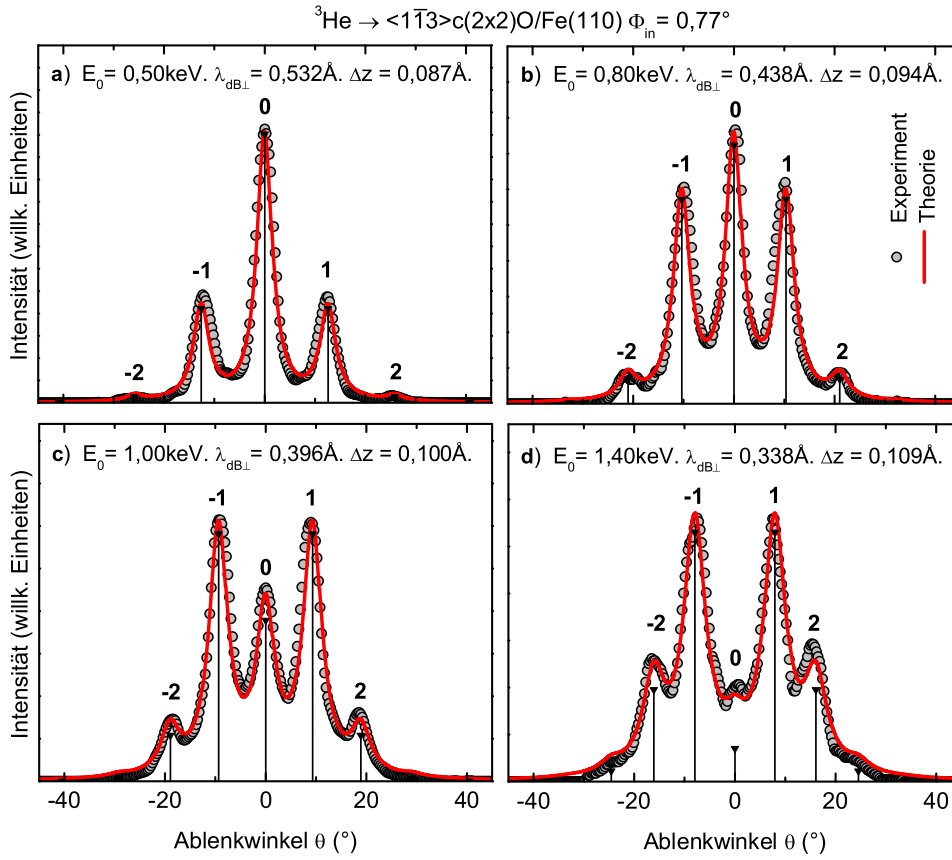 ³He → <11̅3>c(2x2)O/Fe(110) Φin = 0,77°
a) E₀ = 0,50keV. λdB⊥ = 0,532Å. Δz = 0,087Å.
0
-1
1
-2
2
Intensität (willk. Einheiten)
b) E₀ = 0,80keV. λdB⊥ = 0,438Å. Δz = 0,094Å.
0
-1
1
-2
2
Experiment
Theorie
c) E₀ = 1,00keV. λdB⊥ = 0,396Å. Δz = 0,100Å.
-1
1
0
-2
2
Intensität (willk. Einheiten)
-40 -20 0 20 40
Ablenkwinkel θ (°)
d) E₀ = 1,40keV. λdB⊥ = 0,338Å. Δz = 0,109Å.
-1
1
-2
0
2
-40 -20 0 20 40
Ablenkwinkel θ (°)